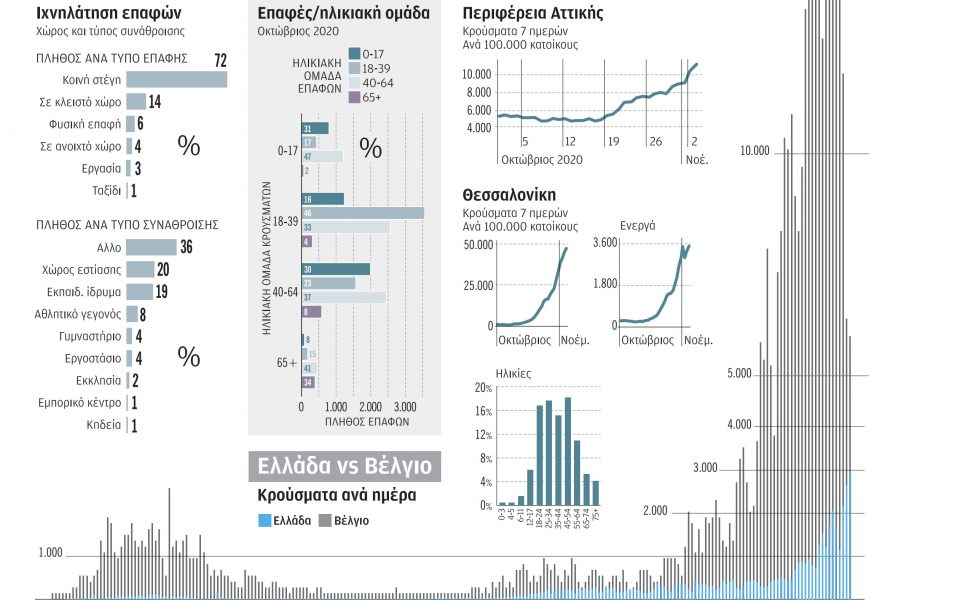 Ιχνηλάτηση επαφών
Χώρος και τύπος συνάθροισης
ΠΛΗΘΟΣ ΑΝΑ ΤΥΠΟ ΕΠΑΦΗΣ
72
Κοινή στέγη
Σε κλειστό χώρο 14
Φυσική επαφή 6
Σε ανοιχτό χώρο 4
%
Εργασία 3
Ταξίδι 1
ΠΛΗΘΟΣ ΑΝΑ ΤΥΠΟ ΣΥΝΑΘΡΟΙΣΗΣ
Αλλο 36
Χώρος εστίασης 20
Εκπαιδ. ίδρυμα 19
Αθλητικό γεγονός 8
Γυμναστήριο 4
Εργοστάσιο 4
%
Εκκλησία 2
Εμπορικό κέντρο 1
Κηδεία 1
Επαφές/ηλικιακή ομάδα
Οκτώβριος 2020
ΗΛΙΚΙΑΚΗ
ΟΜΑΔΑ
ΕΠΑΦΩΝ
0-17
18-39
40-64
65+
ΗΛΙΚΙΑΚΗ ΟΜΑΔΑ ΚΡΟΥΣΜΑΤΩΝ
%
0-17
31
17
47
2
18-39
16
46
33
4
40-64
30
23
37
8
65+
8
15
41
34
0 1.000 2.000 3.000
ΠΛΗΘΟΣ ΕΠΑΦΩΝ
Περιφέρεια Αττικής
Κρούσματα 7 ημερών
Ανά 100.000 κατοίκους
10.000
8.000
6.000
4.000
5 12 19 26 2
Οκτώβριος 2020 Νοέ.
Θεσσαλονίκη
Κρούσματα 7 ημερών
Ανά 100.000 κατοίκους
50.000
25.000
0
Οκτώβριος Νοέμ.
Ενεργά
3.600
1.800
0
Οκτώβριος Νοέμ.
Ηλικίες
20%
16%
12%
8%
4%
0%
0-3
4-5
6-11
12-17
18-24
25-34
35-44
45-54
55-64
65-74
75+
Ελλάδα vs Βέλγιο
Κρούσματα ανά ημέρα
Ελλάδα Βέλγιο
10.000
5.000
4.000
3.000
2.000
1.000